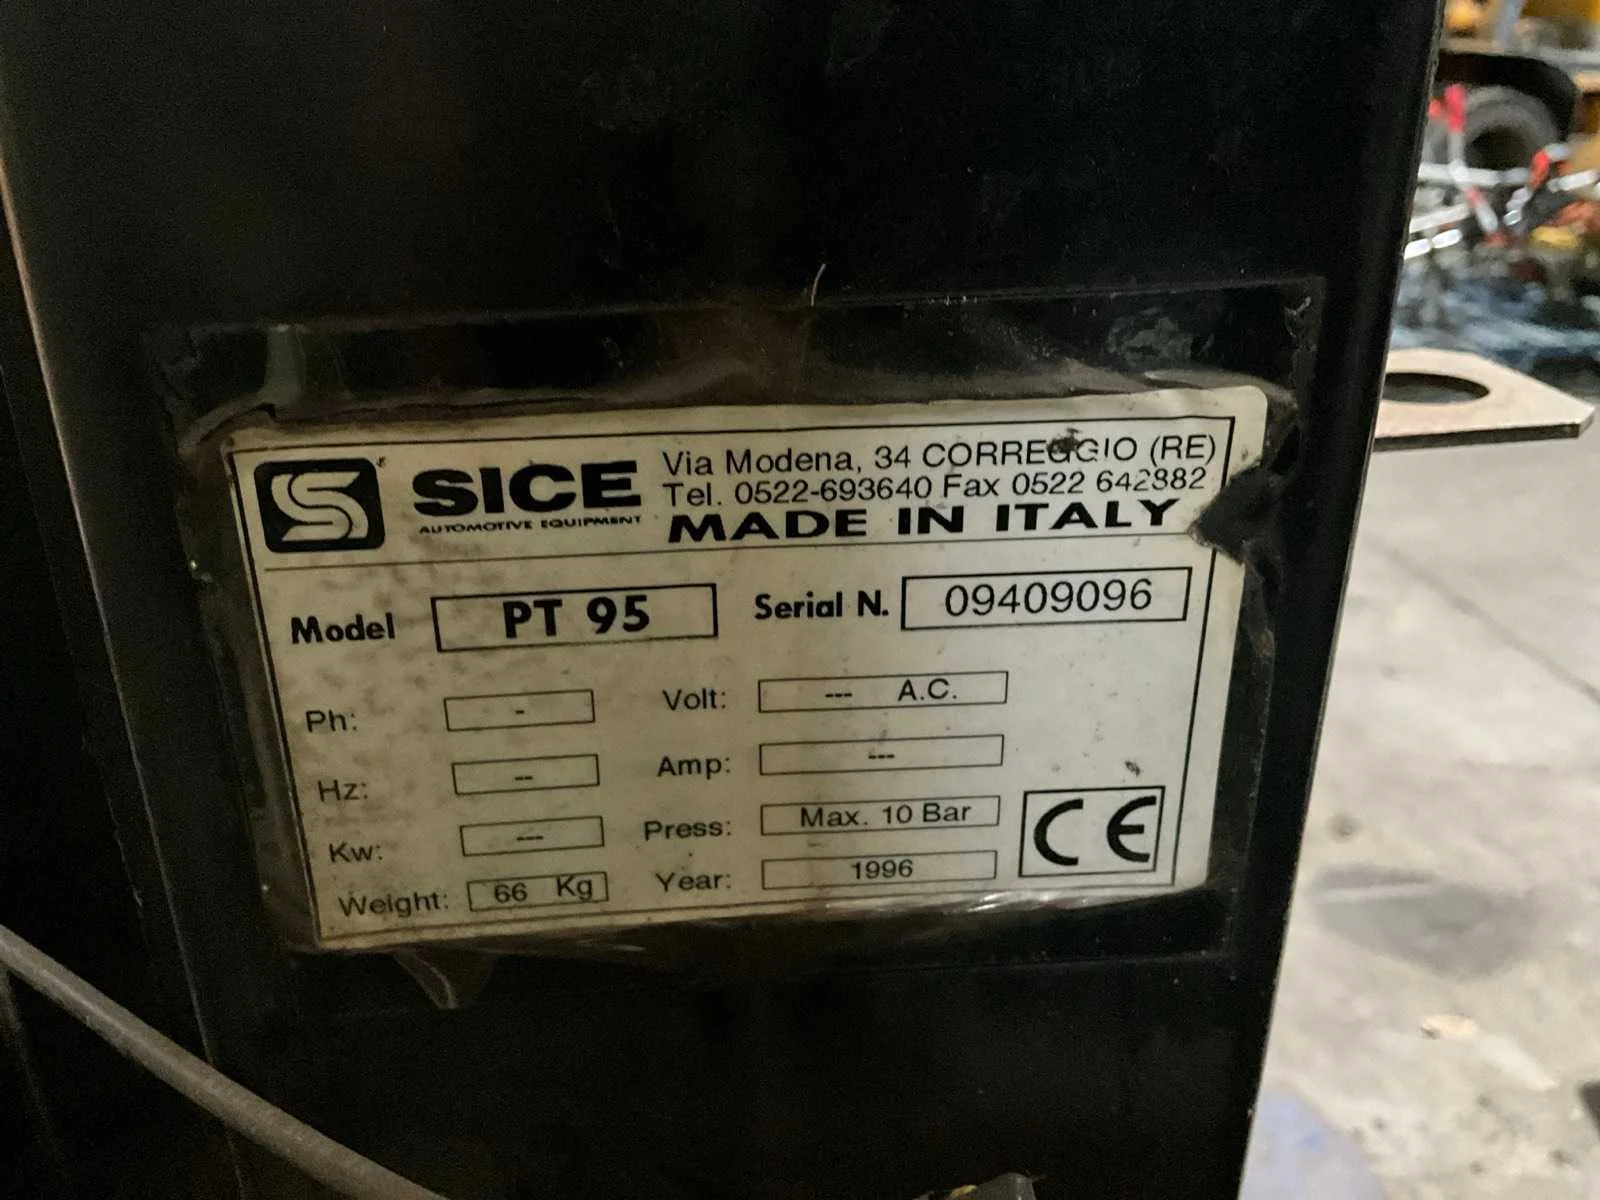 S SICE
AUTOMOTIVE EQUIPMENT
Via Modena, 34 CORREGGIO (RE)
Tel. 0522-693640 Fax 0522 642882
MADE IN ITALY
Model PT 95 Serial N. 09409096
Ph: - Volt: --- A.C.
Hz: -- Amp: ---
Kw: --- Press: Max. 10 Bar
Weight: 66 Kg Year: 1996
CE